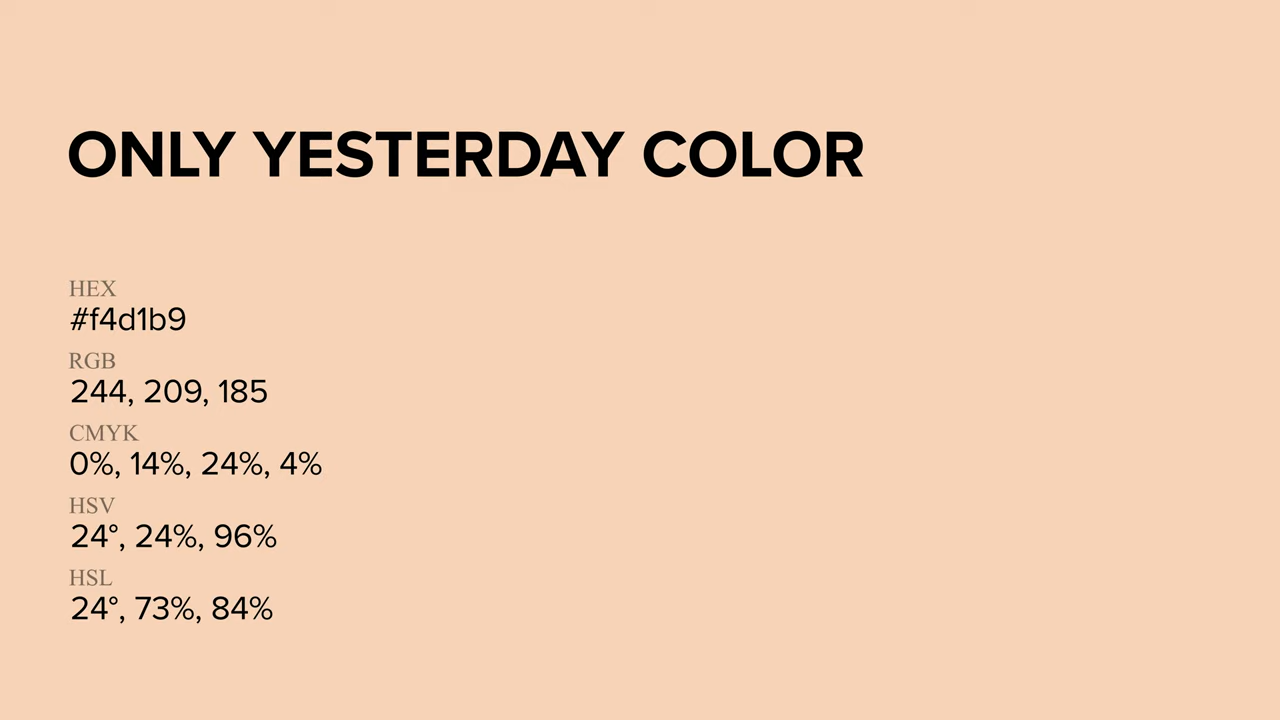 ONLY YESTERDAY COLOR
HEX
#f4d1b9
RGB
244, 209, 185
CMYK
0%, 14%, 24%, 4%
HSV
24°, 24%, 96%
HSL
24°, 73%, 84%